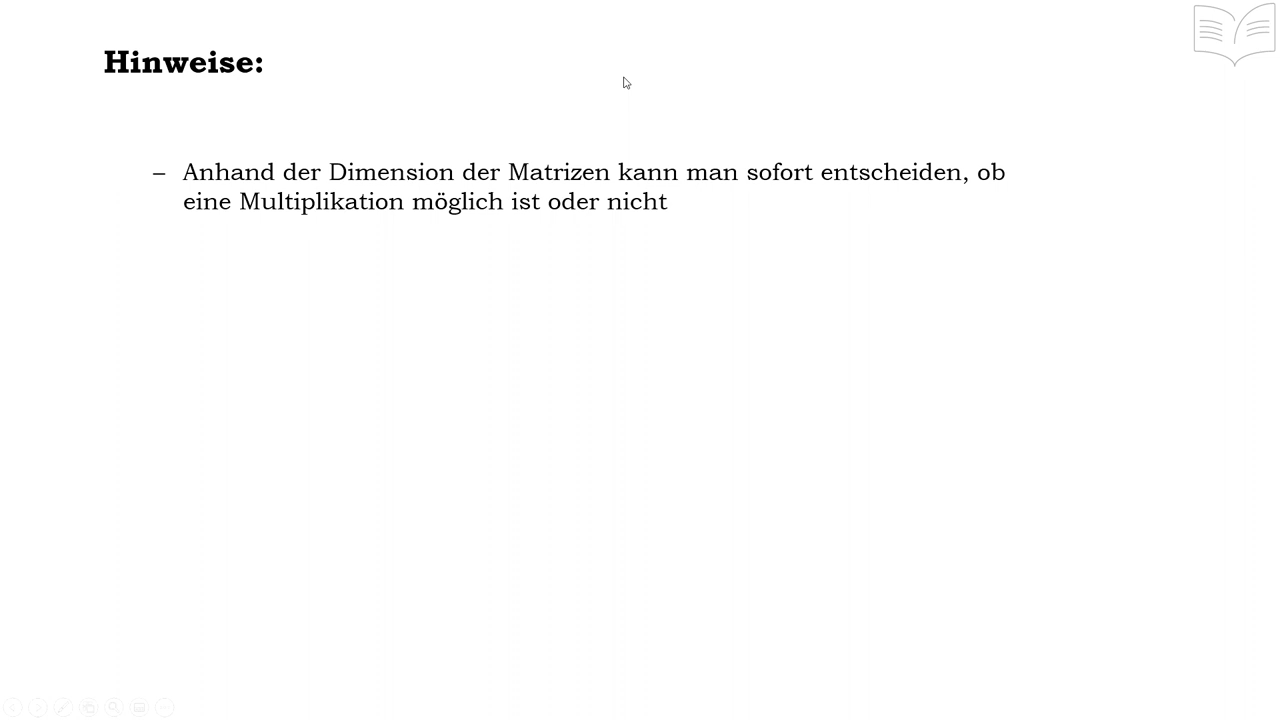 Hinweise:
– Anhand der Dimension der Matrizen kann man sofort entscheiden, ob
eine Multiplikation möglich ist oder nicht